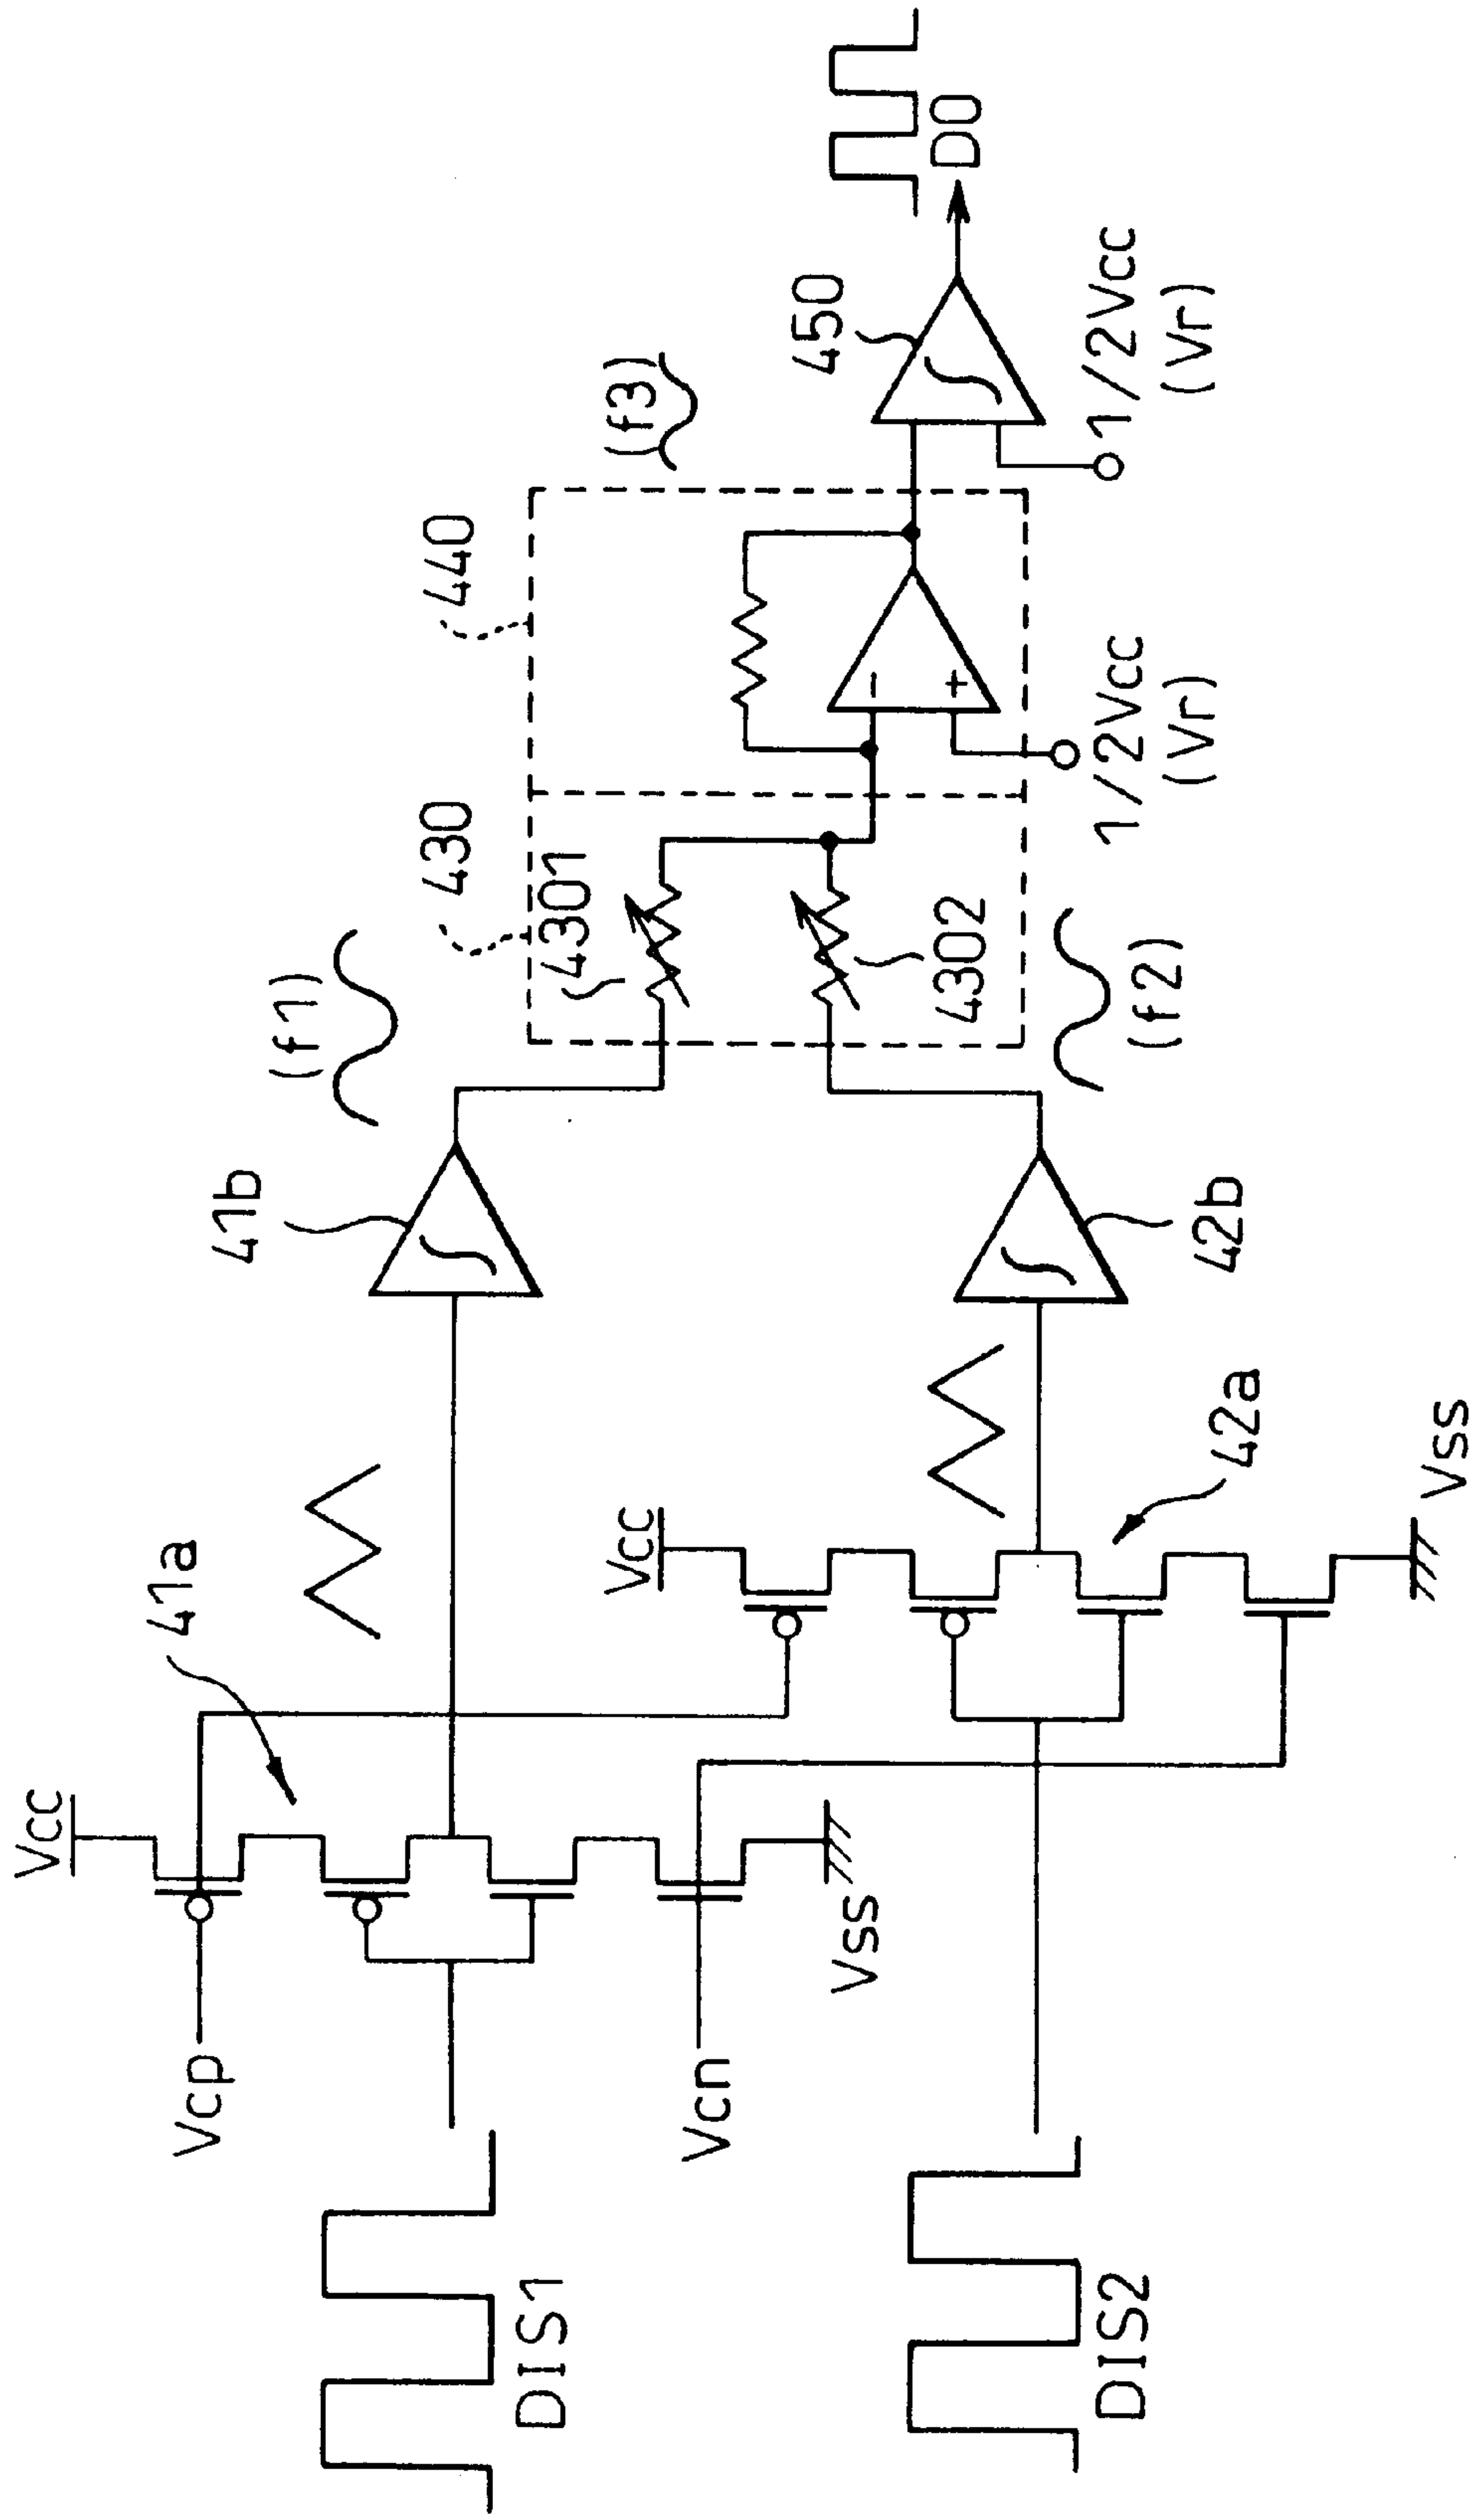 DIS1
DIS2
Vcp
Vcn
Vcc
41a
Vss
Vcc
42a
Vss
41b
42b
(f1)
(f2)
430
4301
4302
440
1/2Vcc
(Vr)
(f3)
450
1/2Vcc
(Vr)
DO
−
+
∫
∫
∫